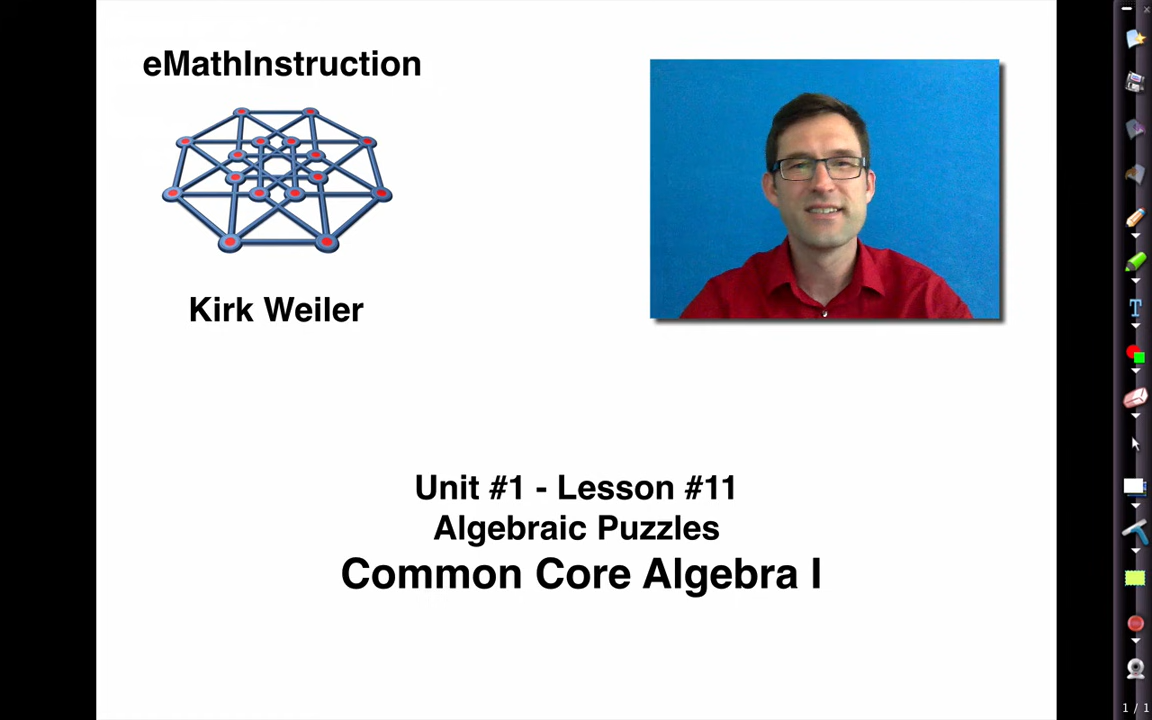 eMathInstruction
Kirk Weiler
Unit #1 - Lesson #11
Algebraic Puzzles
Common Core Algebra I
T
1 / 1